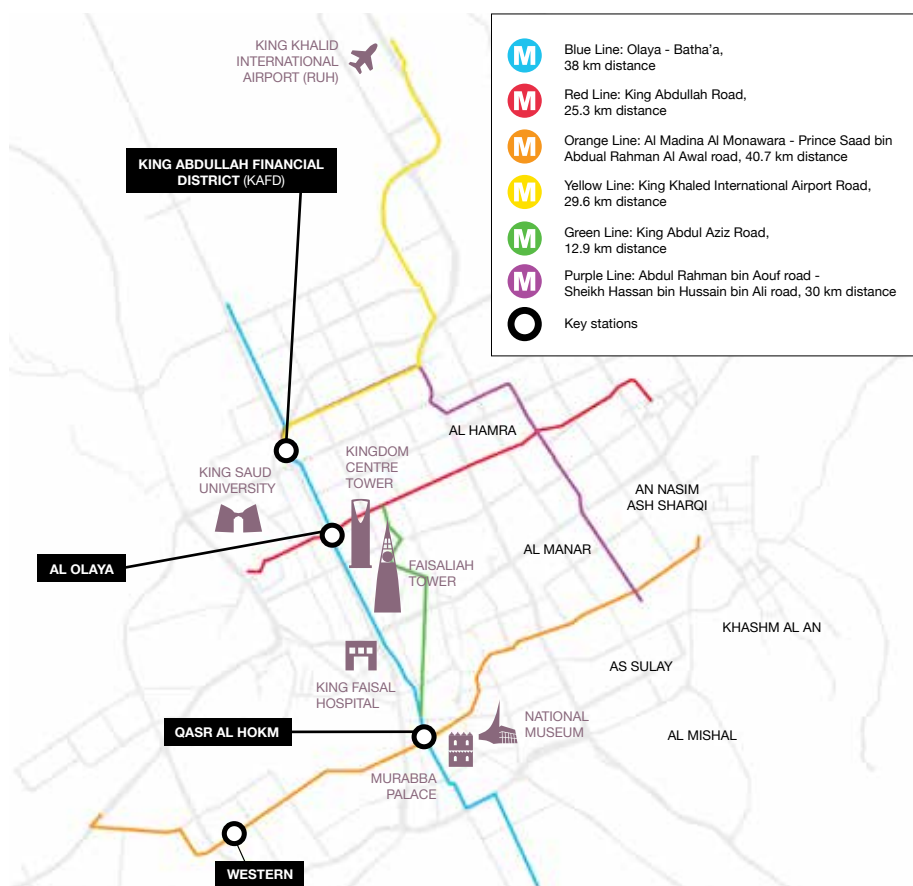 KING KHALID
INTERNATIONAL
AIRPORT (RUH)
M
Blue Line: Olaya - Batha’a,
38 km distance
M
Red Line: King Abdullah Road,
25.3 km distance
M
Orange Line: Al Madina Al Monawara - Prince Saad bin
Abdual Rahman Al Awal road, 40.7 km distance
M
Yellow Line: King Khaled International Airport Road,
29.6 km distance
M
Green Line: King Abdul Aziz Road,
12.9 km distance
M
Purple Line: Abdul Rahman bin Aouf road -
Sheikh Hassan bin Hussain bin Ali road, 30 km distance
Key stations
KING ABDULLAH FINANCIAL
DISTRICT (KAFD)
AL HAMRA
KINGDOM
CENTRE
TOWER
KING SAUD
UNIVERSITY
AN NASIM
ASH SHARQI
AL MANAR
AL OLAYA
FAISALIAH
TOWER
KHASHM AL AN
AS SULAY
KING FAISAL
HOSPITAL
QASR AL HOKM
NATIONAL
MUSEUM
AL MISHAL
MURABBA
PALACE
WESTERN